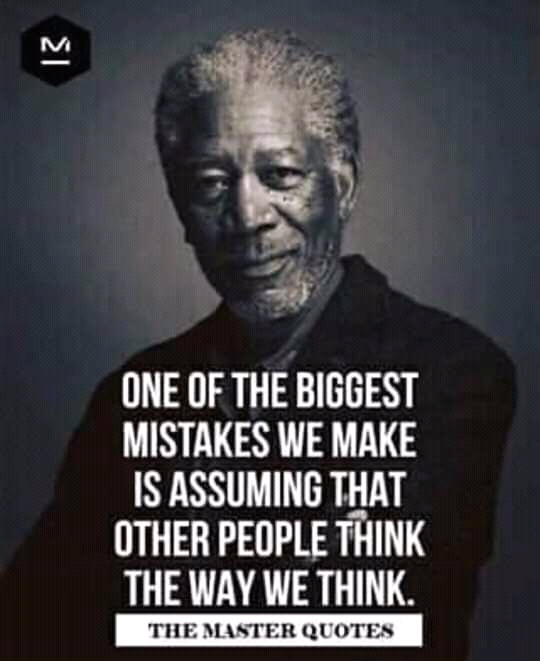 M
ONE OF THE BIGGEST
MISTAKES WE MAKE
IS ASSUMING THAT
OTHER PEOPLE THINK
THE WAY WE THINK.
THE MASTER QUOTES